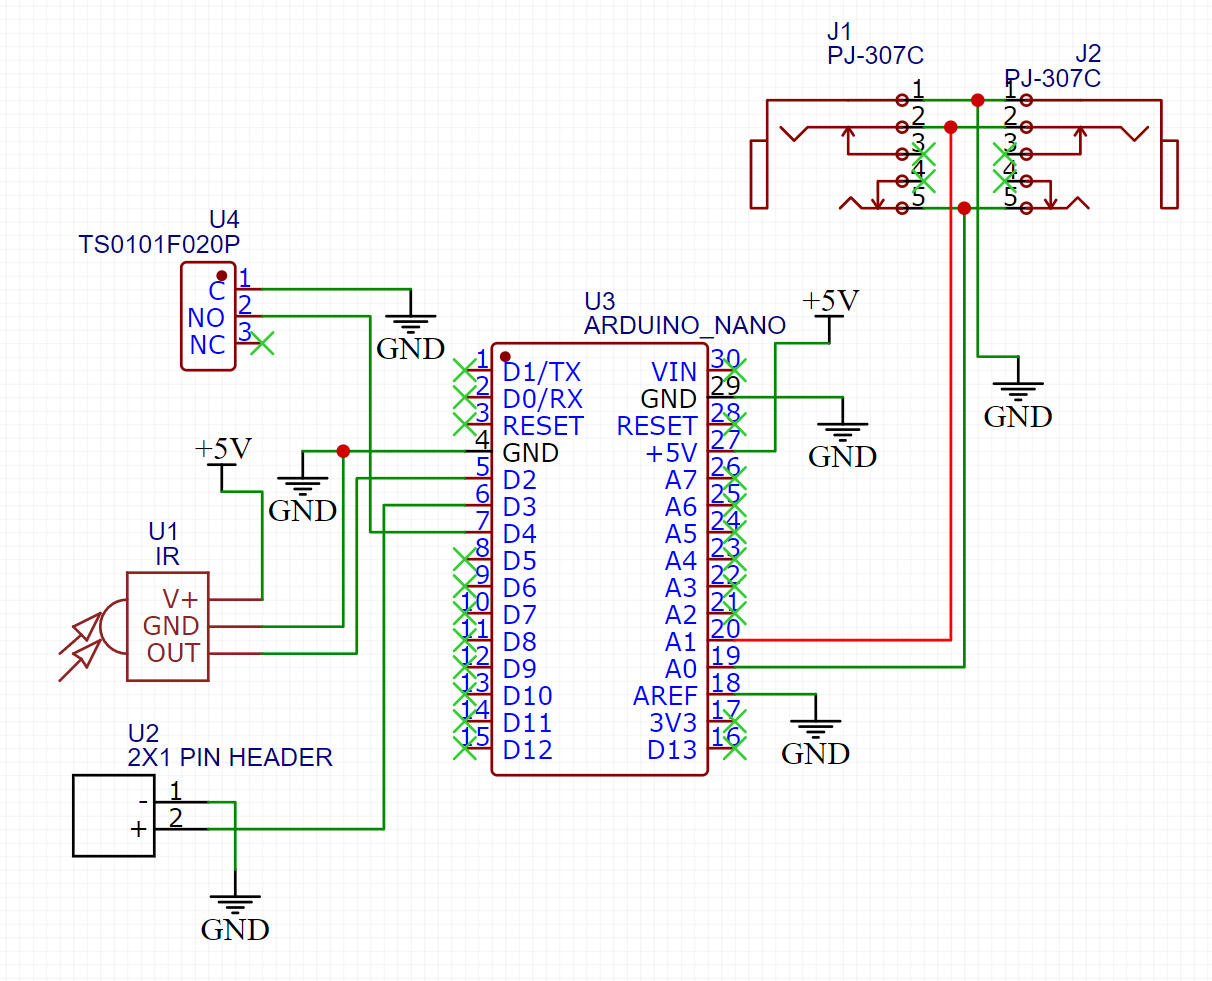 J1
PJ-307C
J2
PJ-307C
1
2
3
4
5
1
2
3
4
5
U4
TS0101F020P
C 1
NO 2
NC 3
GND
U3
ARDUINO_NANO
+5V
1 D1/TX VIN 30
2 D0/RX GND 29
3 RESET RESET 28
4 GND +5V 27
5 D2 A7 26
6 D3 A6 25
7 D4 A5 24
8 D5 A4 23
9 D6 A3 22
10 D7 A2 21
11 D8 A1 20
12 D9 A0 19
13 D10 AREF 18
14 D11 3V3 17
15 D12 D13 16
GND
GND
GND
+5V
GND
U1
IR
V+
GND
OUT
U2
2X1 PIN HEADER
- 1
+ 2
GND